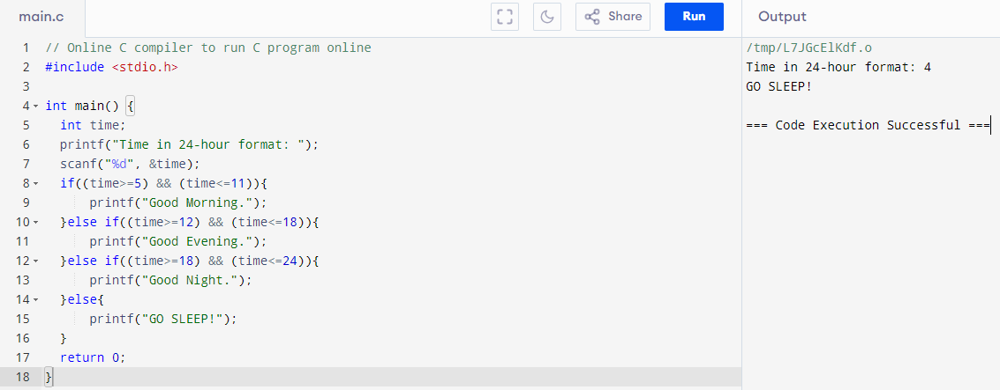 main.c
Share
Run
Output
1 // Online C compiler to run C program online
2 #include <stdio.h>
3
4 int main() {
5 int time;
6 printf("Time in 24-hour format: ");
7 scanf("%d", &time);
8 if((time>=5) && (time<=11)){
9 printf("Good Morning.");
10 }else if((time>=12) && (time<=18)){
11 printf("Good Evening.");
12 }else if((time>=18) && (time<=24)){
13 printf("Good Night.");
14 }else{
15 printf("GO SLEEP!");
16 }
17 return 0;
18 }
/tmp/L7JGcElKdf.o
Time in 24-hour format: 4
GO SLEEP!
=== Code Execution Successful ===